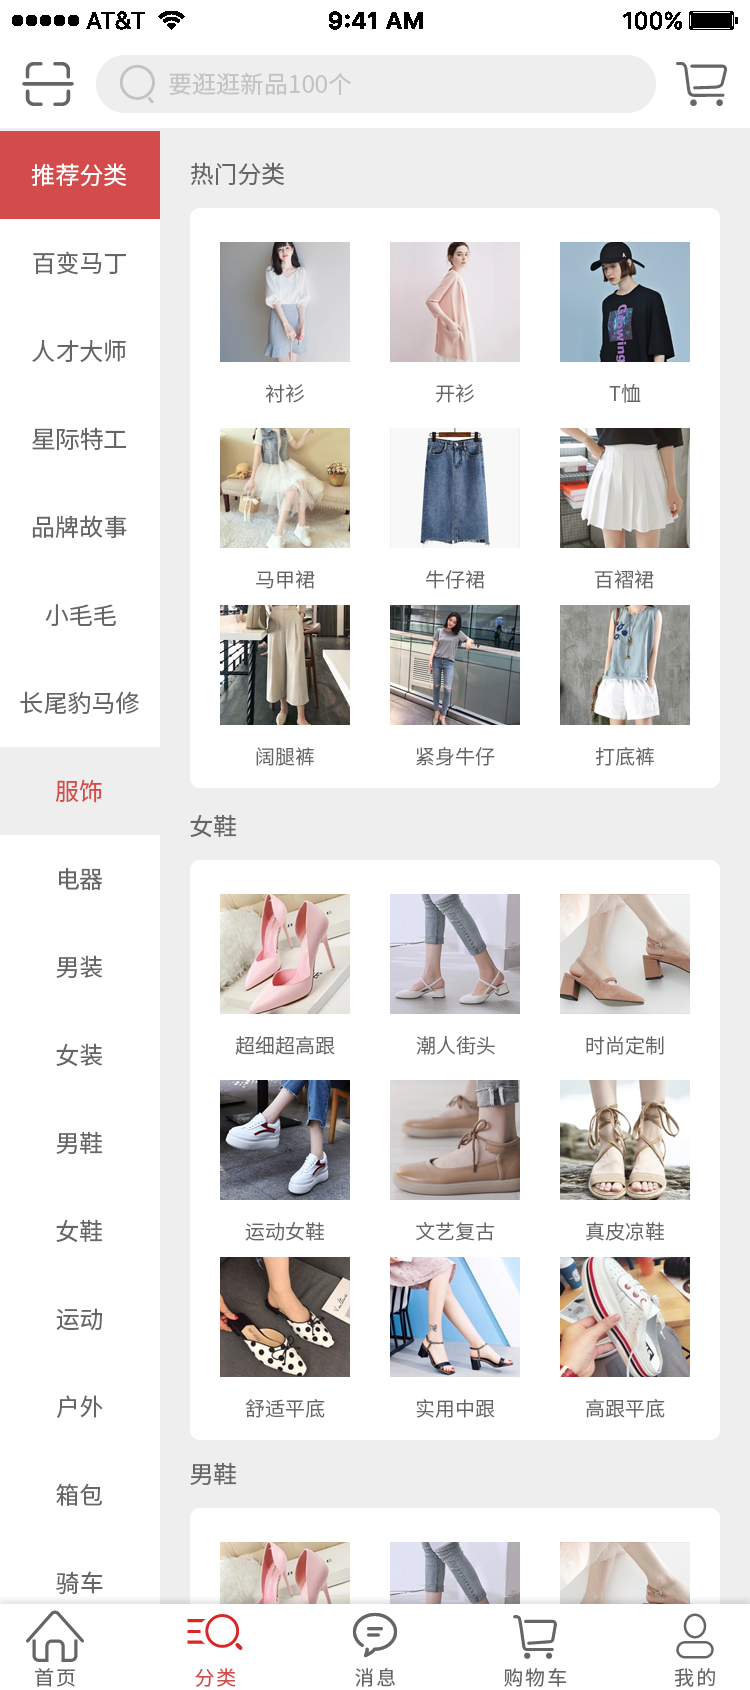 AT&T 9:41 AM 100%
要逛逛新品100个
推荐分类
百变马丁
人才大师
星际特工
品牌故事
小毛毛
长尾豹马修
服饰
电器
男装
女装
男鞋
女鞋
运动
户外
箱包
骑车
热门分类
衬衫 开衫 T恤
马甲裙 牛仔裙 百褶裙
阔腿裤 紧身牛仔 打底裤
女鞋
超细超高跟 潮人街头 时尚定制
运动女鞋 文艺复古 真皮凉鞋
舒适平底 实用中跟 高跟平底
男鞋
首页 分类 消息 购物车 我的